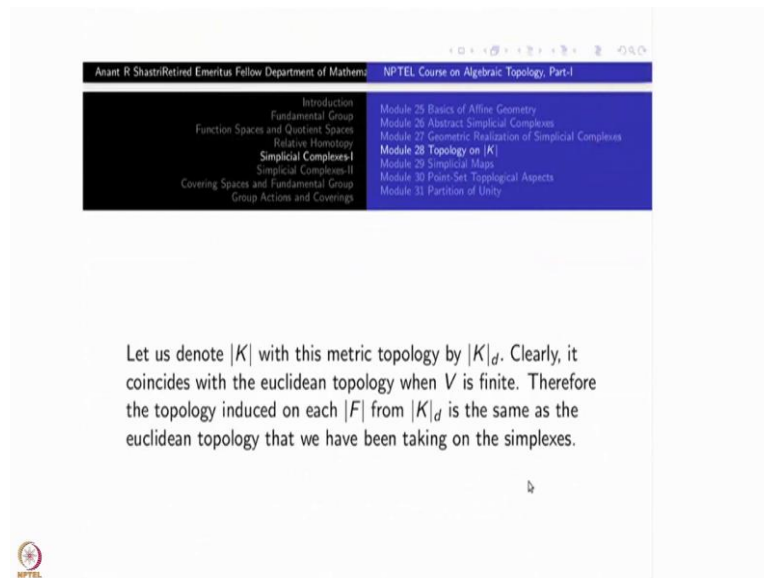 Anant R ShastriRetired Emeritus Fellow Department of Mathema
NPTEL Course on Algebraic Topology, Part-I
Introduction
Fundamental Group
Function Spaces and Quotient Spaces
Relative Homotopy
Simplicial Complexes-I
Simplicial Complexes-II
Covering Spaces and Fundamental Group
Group Actions and Coverings
Module 25 Basics of Affine Geometry
Module 26 Abstract Simplicial Complexes
Module 27 Geometric Realization of Simplicial Complexes
Module 28 Topology on |K|
Module 29 Simplicial Maps
Module 30 Point-Set Topplogical Aspects
Module 31 Partition of Unity
Let us denote |K| with this metric topology by |K|_d. Clearly, it
coincides with the euclidean topology when V is finite. Therefore
the topology induced on each |F| from |K|_d is the same as the
euclidean topology that we have been taking on the simplexes.
NPTEL